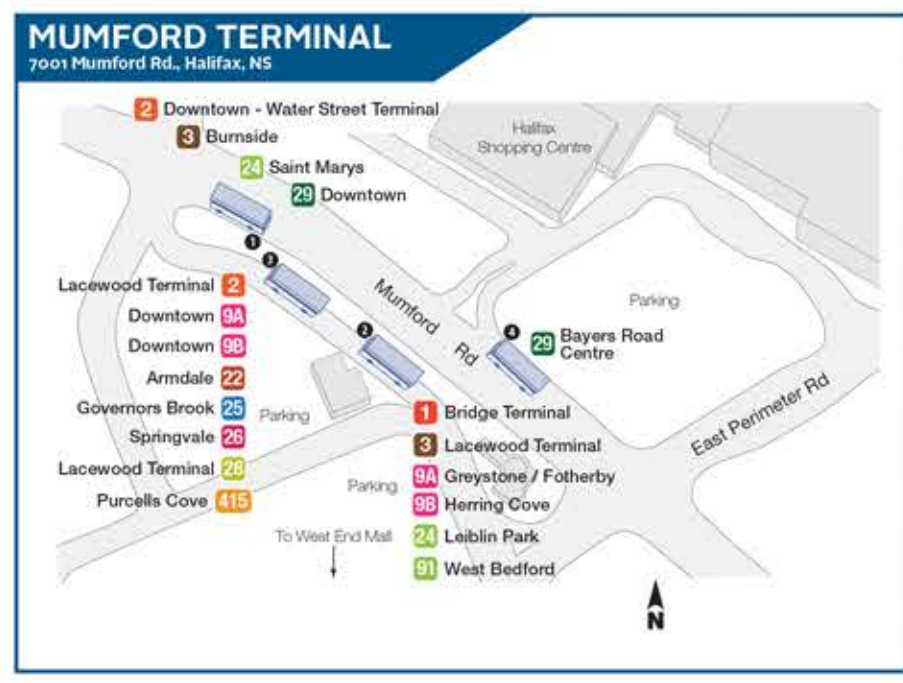 MUMFORD TERMINAL
7001 Mumford Rd., Halifax, NS
2 Downtown - Water Street Terminal
3 Burnside
24 Saint Marys
29 Downtown
Halifax
Shopping Centre
1
3
Lacewood Terminal 2
Downtown 9A
Downtown 9B
Armdale 22
Governors Brook 25
Springvale 26
Lacewood Terminal 28
Purcells Cove 415
Mumford Rd
2
4
29 Bayers Road
Centre
Parking
East Perimeter Rd
Parking
Parking
To West End Mall
1 Bridge Terminal
3 Lacewood Terminal
9A Greystone / Fotherby
9B Herring Cove
24 Leiblin Park
91 West Bedford
N